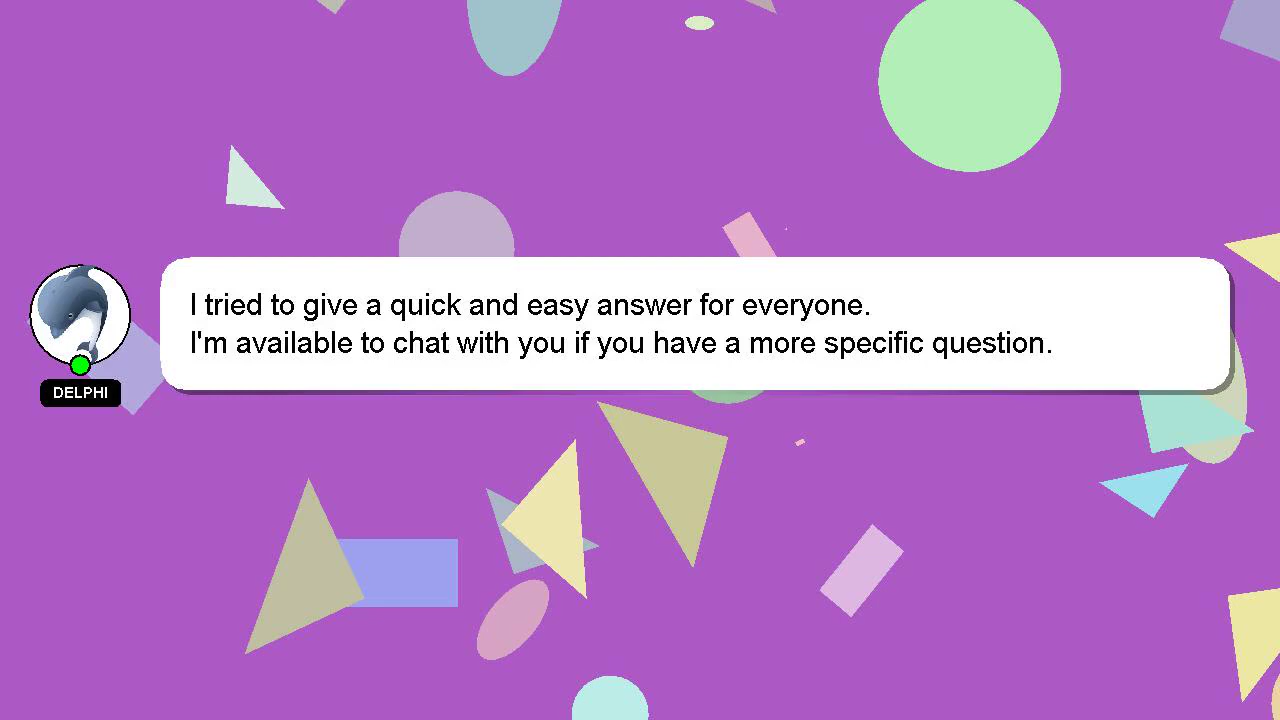 I tried to give a quick and easy answer for everyone.
I'm available to chat with you if you have a more specific question.
DELPHI